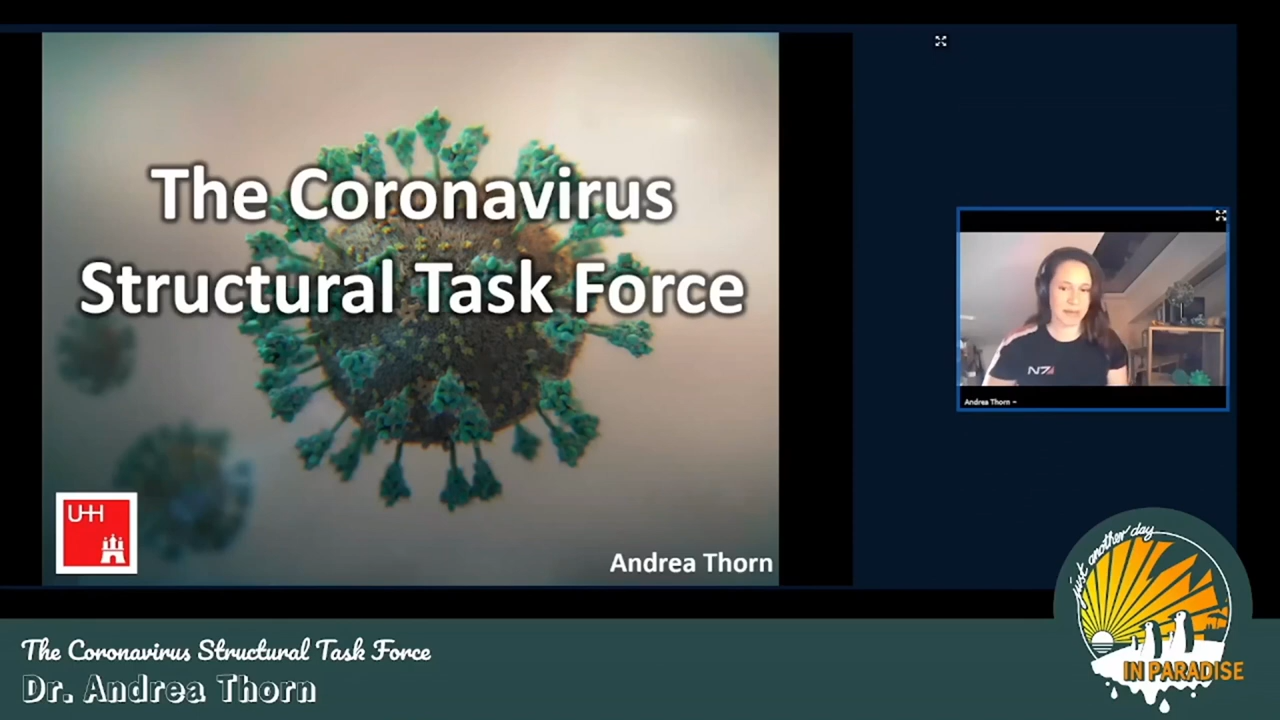 The Coronavirus
Structural Task Force
UHH
Andrea Thorn
N7
Andrea Thorn
just another day
IN PARADISE
The Coronavirus Structural Task Force
Dr. Andrea Thorn